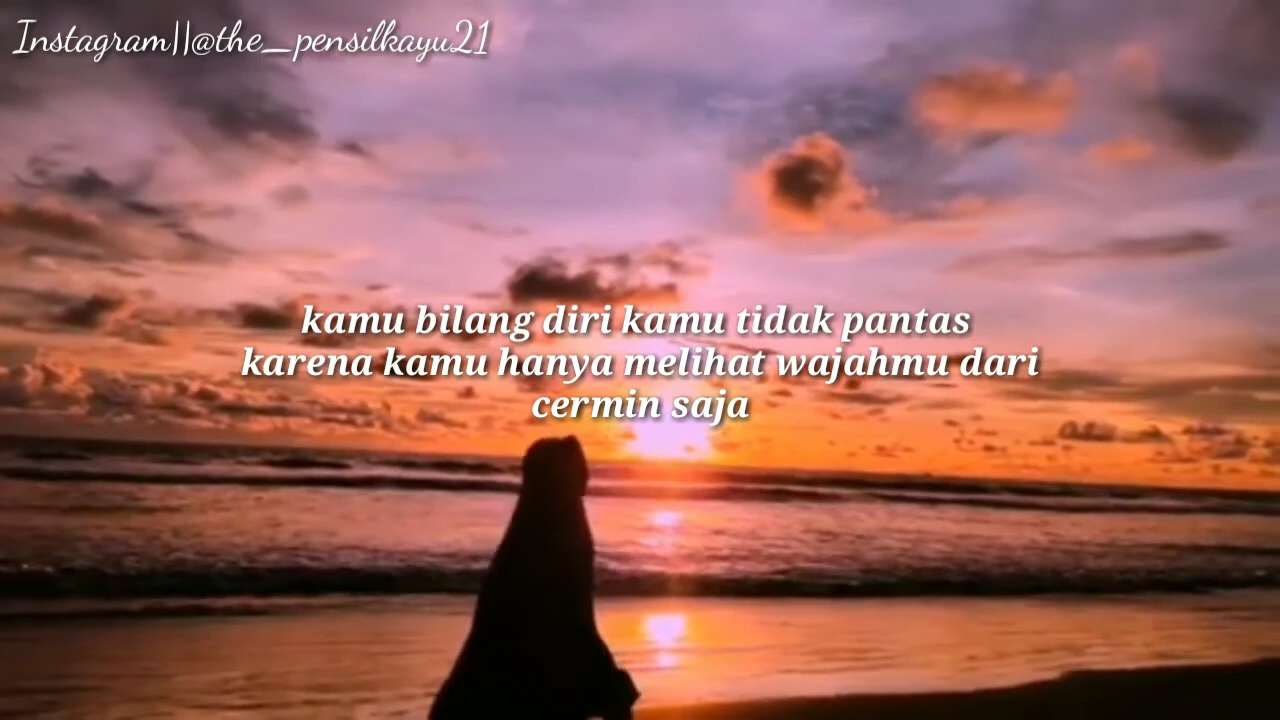 Instagram||@the_pensilkayu21
kamu bilang diri kamu tidak pantas
karena kamu hanya melihat wajahmu dari
cermin saja